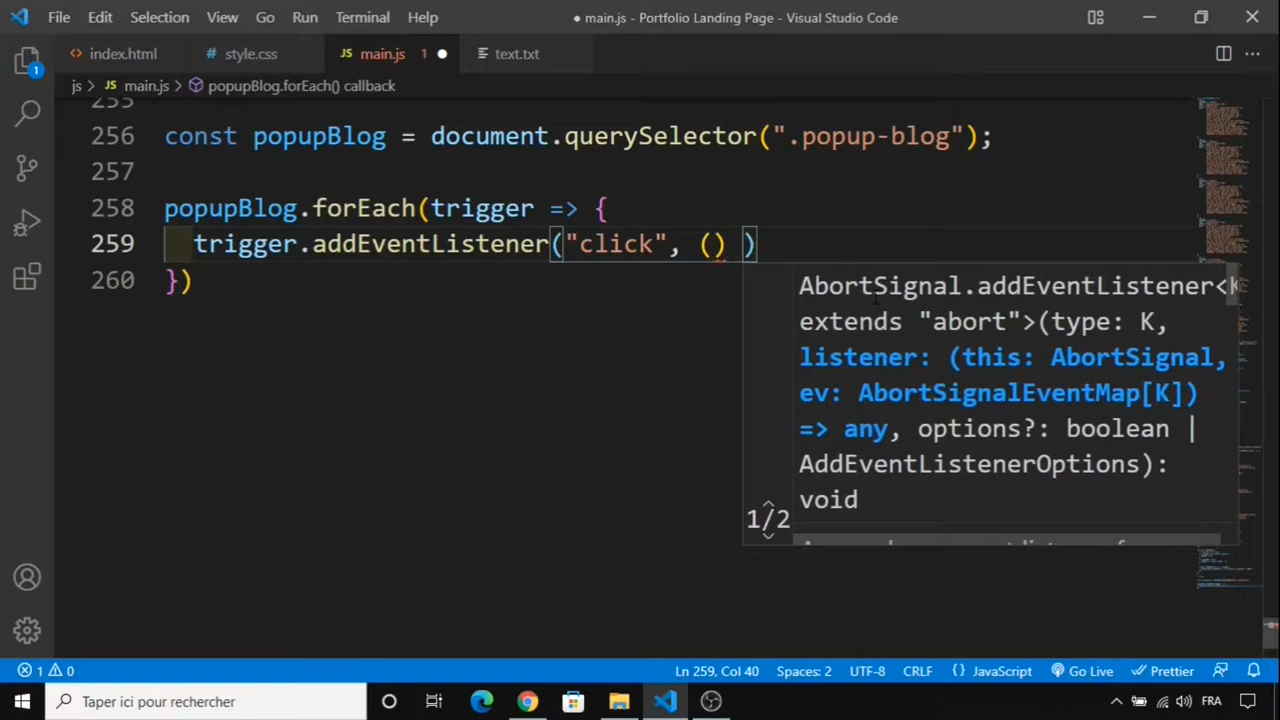 File Edit Selection View Go Run Terminal Help ● main.js - Portfolio Landing Page - Visual Studio Code
<> index.html # style.css JS main.js 1 ● text.txt ···
1
js > JS main.js > popupBlog.forEach() callback
255
256 const popupBlog = document.querySelector(".popup-blog");
257
258 popupBlog.forEach(trigger => {
259 trigger.addEventListener("click", () )
260 })
AbortSignal.addEventListener<K
extends "abort">(type: K,
listener: (this: AbortSignal,
ev: AbortSignalEventMap[K])
=> any, options?: boolean |
AddEventListenerOptions):
void
1/2
1 0 Ln 259, Col 40 Spaces: 2 UTF-8 CRLF {} JavaScript Go Live Prettier
Taper ici pour rechercher FRA